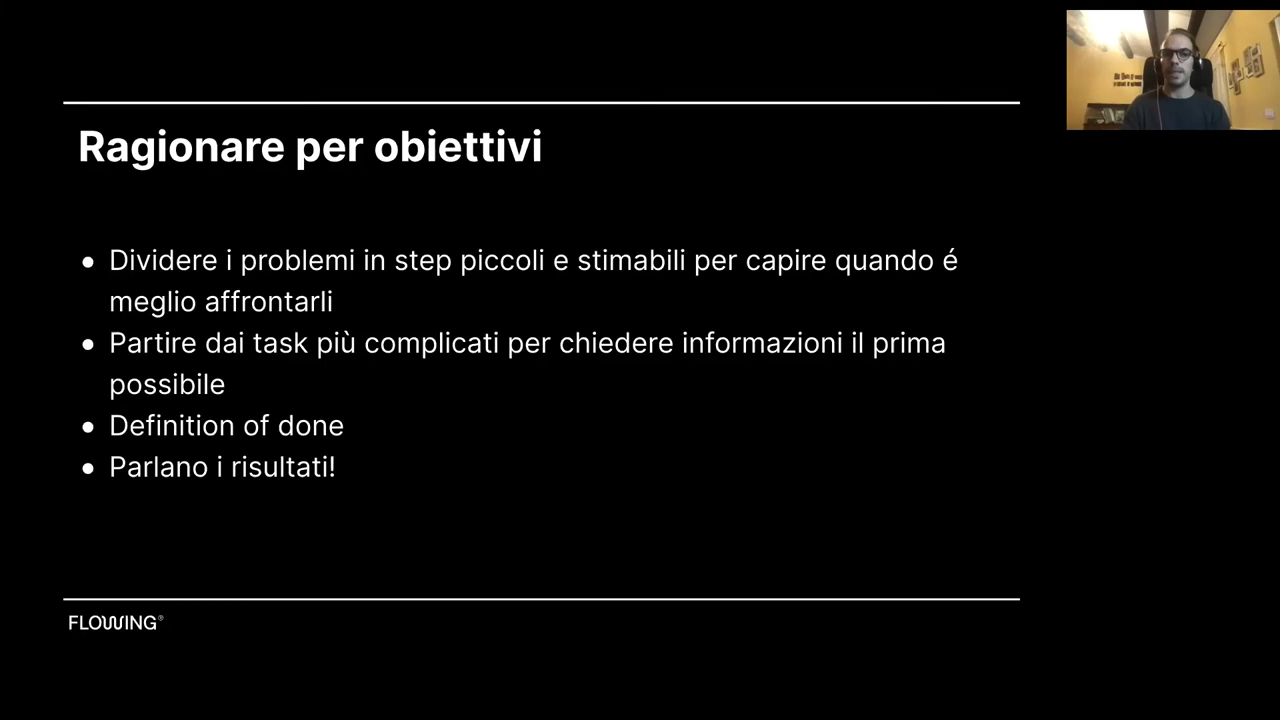 Ragionare per obiettivi
Dividere i problemi in step piccoli e stimabili per capire quando é
meglio affrontarli
Partire dai task più complicati per chiedere informazioni il prima
possibile
Definition of done
Parlano i risultati!
FLOWING®